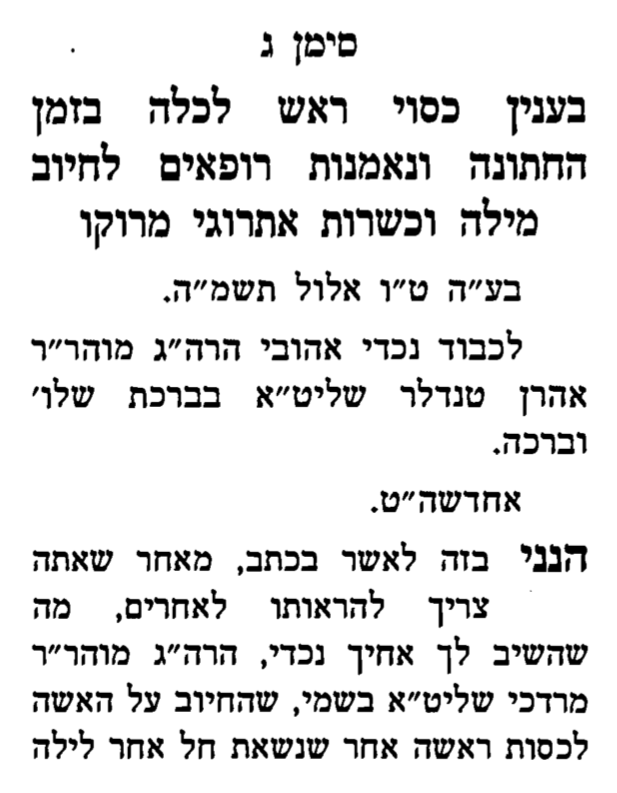 סימן ג
בענין כסוי ראש לכלה בזמן
החתונה ונאמנות רופאים לחיוב
מילה וכשרות אתרוגי מרוקו
בע״ה ט״ו אלול תשמ״ה.
לכבוד נכדי אהובי הרה״ג מוהר״ר
אהרן טנדלר שליט״א בברכת שלו׳
וברכה.
אחדשה״ט.
הנני בזה לאשר בכתב, מאחר שאתה
צריך להראותו לאחרים, מה
שהשיב לך אחיך נכדי, הרה״ג מוהר״ר
מרדכי שליט״א בשמי, שהחיוב על האשה
לכסות ראשה אחר שנשאת חל אחר לילה